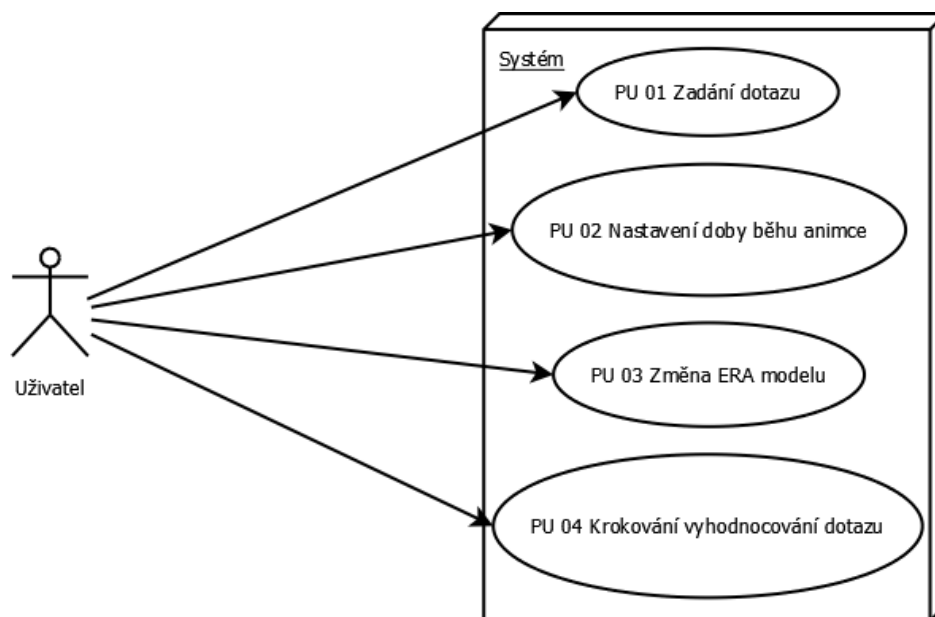 Systém
PU 01 Zadání dotazu
PU 02 Nastavení doby běhu animce
PU 03 Změna ERA modelu
Uživatel
PU 04 Krokování vyhodnocování dotazu